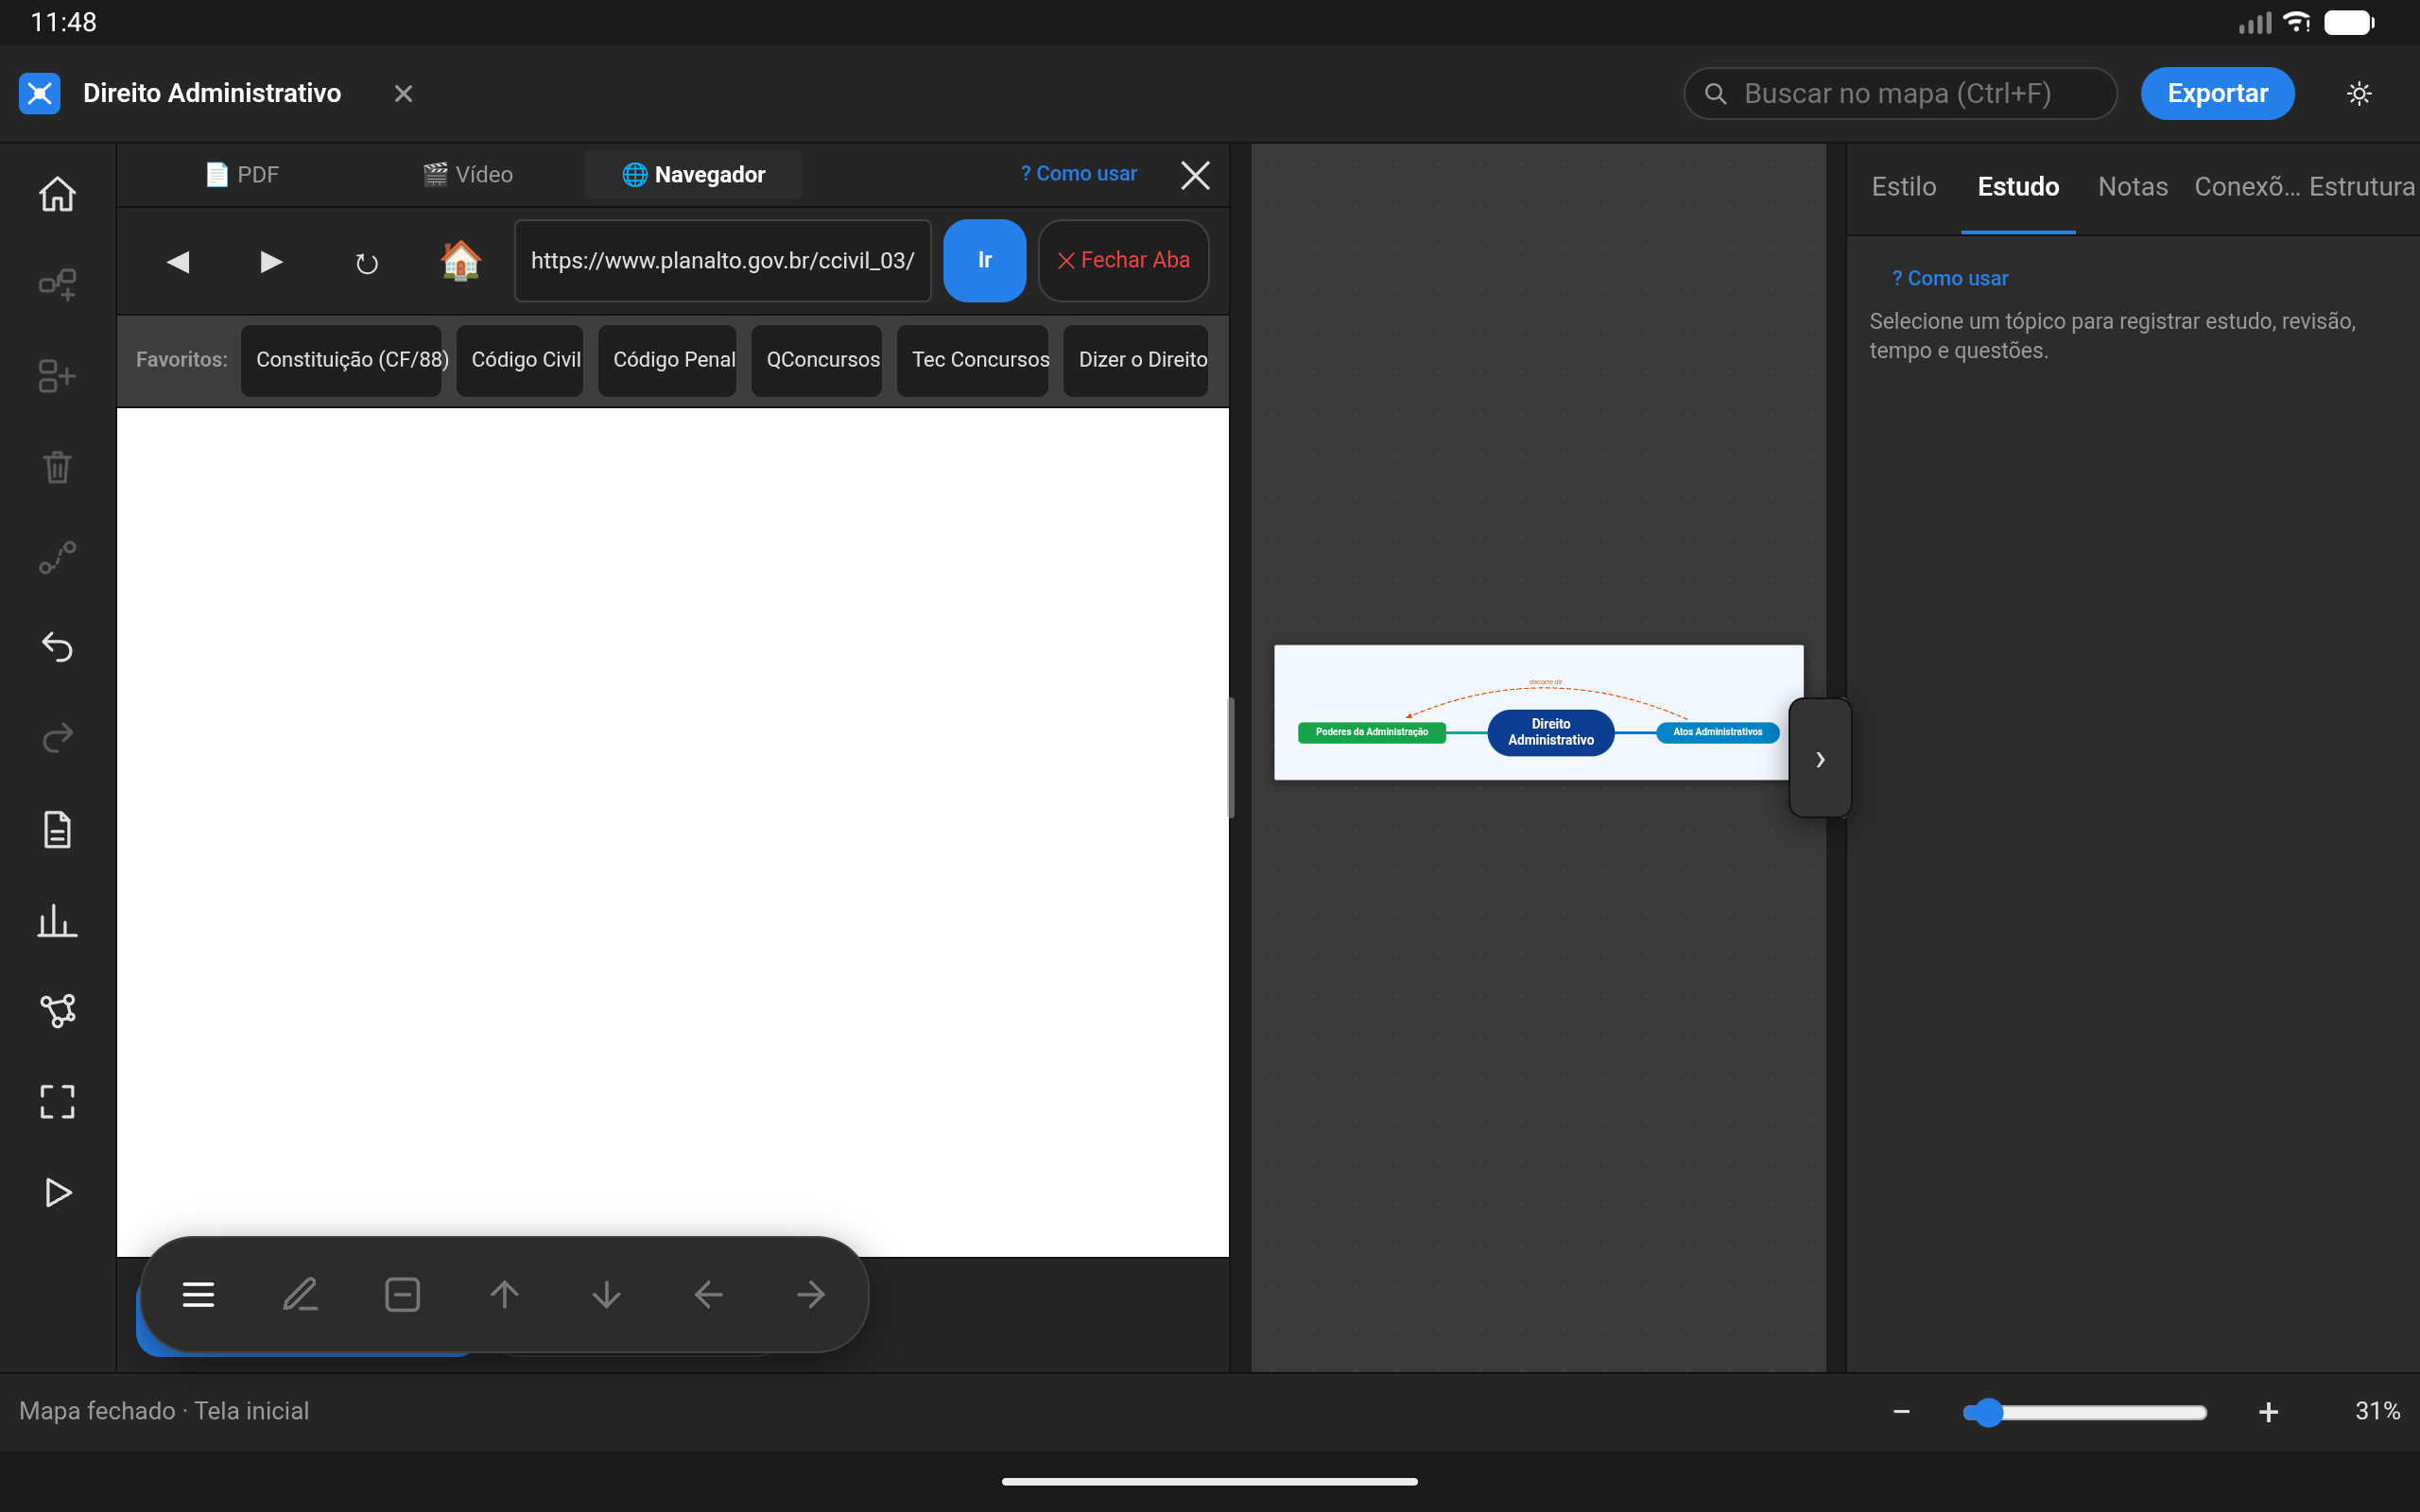 11:48
Direito Administrativo
Buscar no mapa (Ctrl+F)
Exportar
PDF
Vídeo
Navegador
? Como usar
https://www.planalto.gov.br/ccivil_03/
Ir
Fechar Aba
Favoritos:
Constituição (CF/88)
Código Civil
Código Penal
QConcursos
Tec Concursos
Dizer o Direito
decorre de
Poderes da Administração
Direito
Administrativo
Atos Administrativos
Estilo
Estudo
Notas
Conexõ…
Estrutura
? Como usar
Selecione um tópico para registrar estudo, revisão,
tempo e questões.
Mapa fechado · Tela inicial
31%